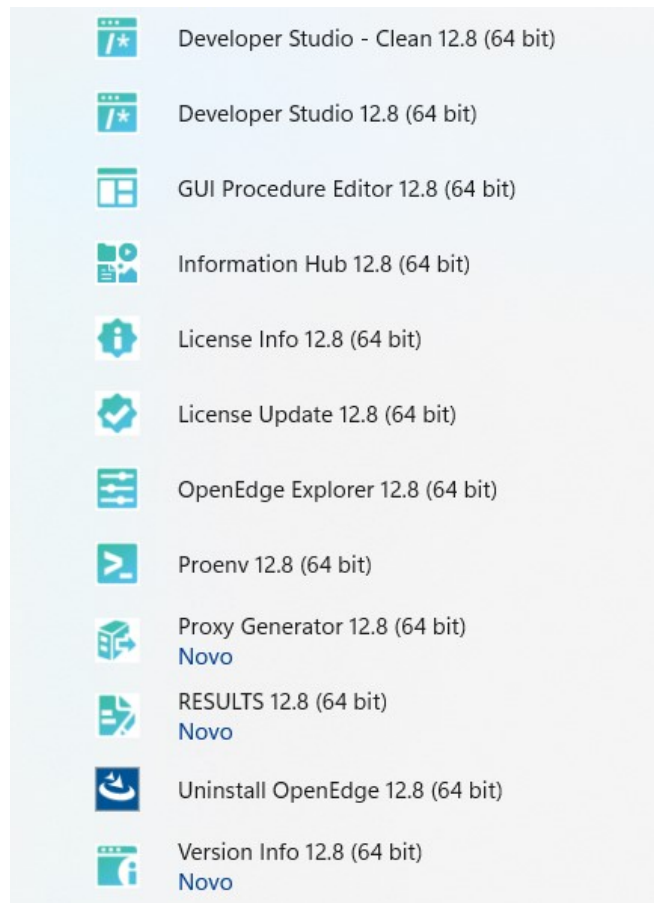 Developer Studio - Clean 12.8 (64 bit)
Developer Studio 12.8 (64 bit)
GUI Procedure Editor 12.8 (64 bit)
Information Hub 12.8 (64 bit)
License Info 12.8 (64 bit)
License Update 12.8 (64 bit)
OpenEdge Explorer 12.8 (64 bit)
Proenv 12.8 (64 bit)
Proxy Generator 12.8 (64 bit)
Novo
RESULTS 12.8 (64 bit)
Novo
Uninstall OpenEdge 12.8 (64 bit)
Version Info 12.8 (64 bit)
Novo